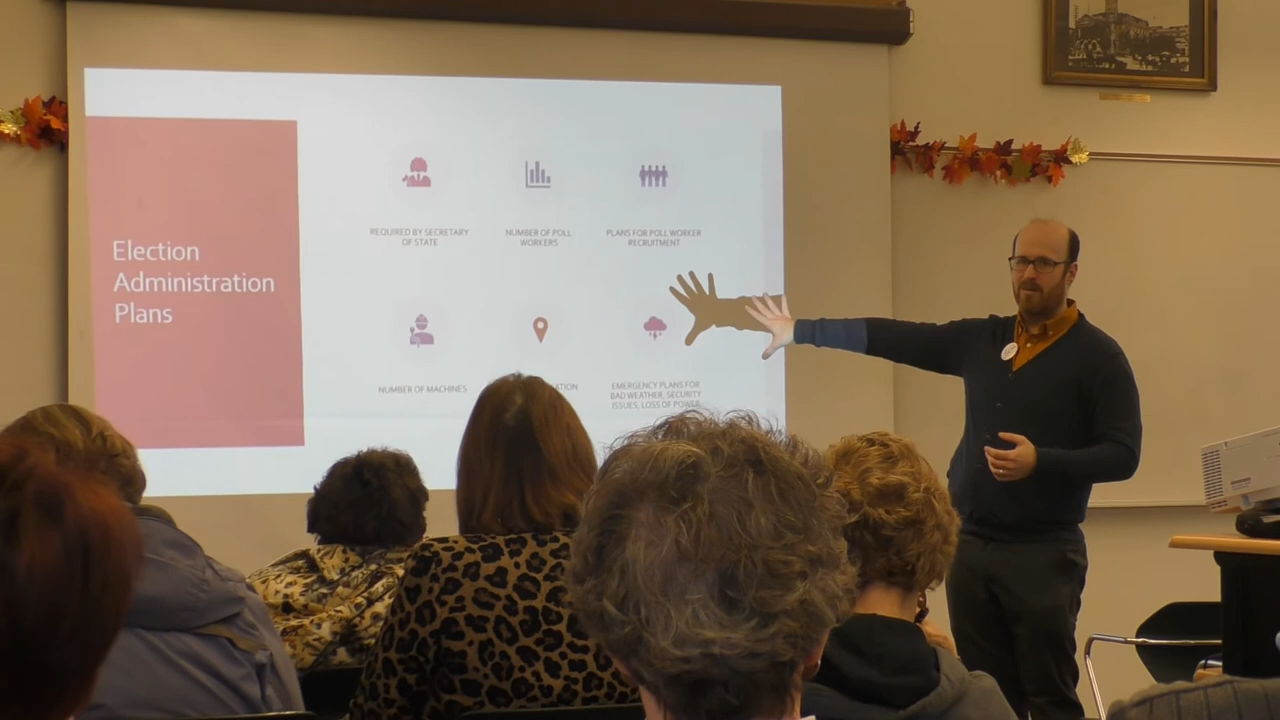 Election
Administration
Plans
REQUIRED BY SECRETARY
OF STATE
NUMBER OF POLL
WORKERS
PLANS FOR POLL WORKER
RECRUITMENT
NUMBER OF MACHINES
EMERGENCY PLANS FOR
BAD WEATHER, SECURITY
ISSUES, LOSS OF POWER